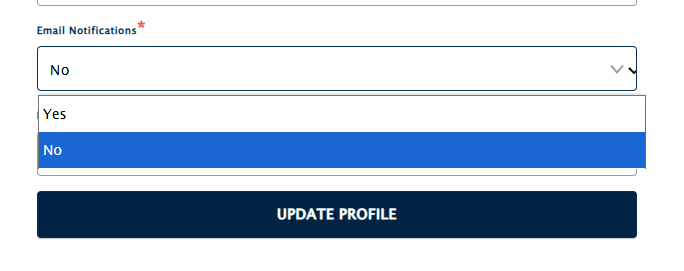 Email Notifications*
No
Yes
No
UPDATE PROFILE